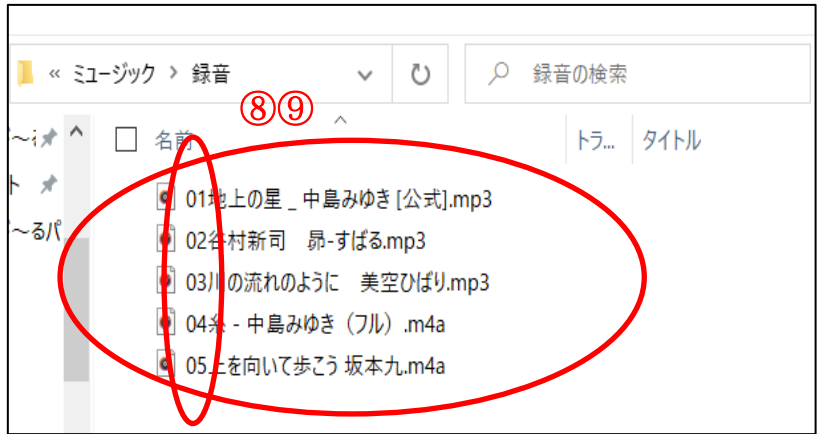 « ミュージック > 録音
録音の検索
⑧⑨
名前
トラ...
タイトル
01地上の星 _ 中島みゆき [公式].mp3
02谷村新司　昴-すばる.mp3
03川の流れのように　美空ひばり.mp3
04糸 - 中島みゆき（フル）.m4a
05上を向いて歩こう 坂本九.m4a
ト
～るパ